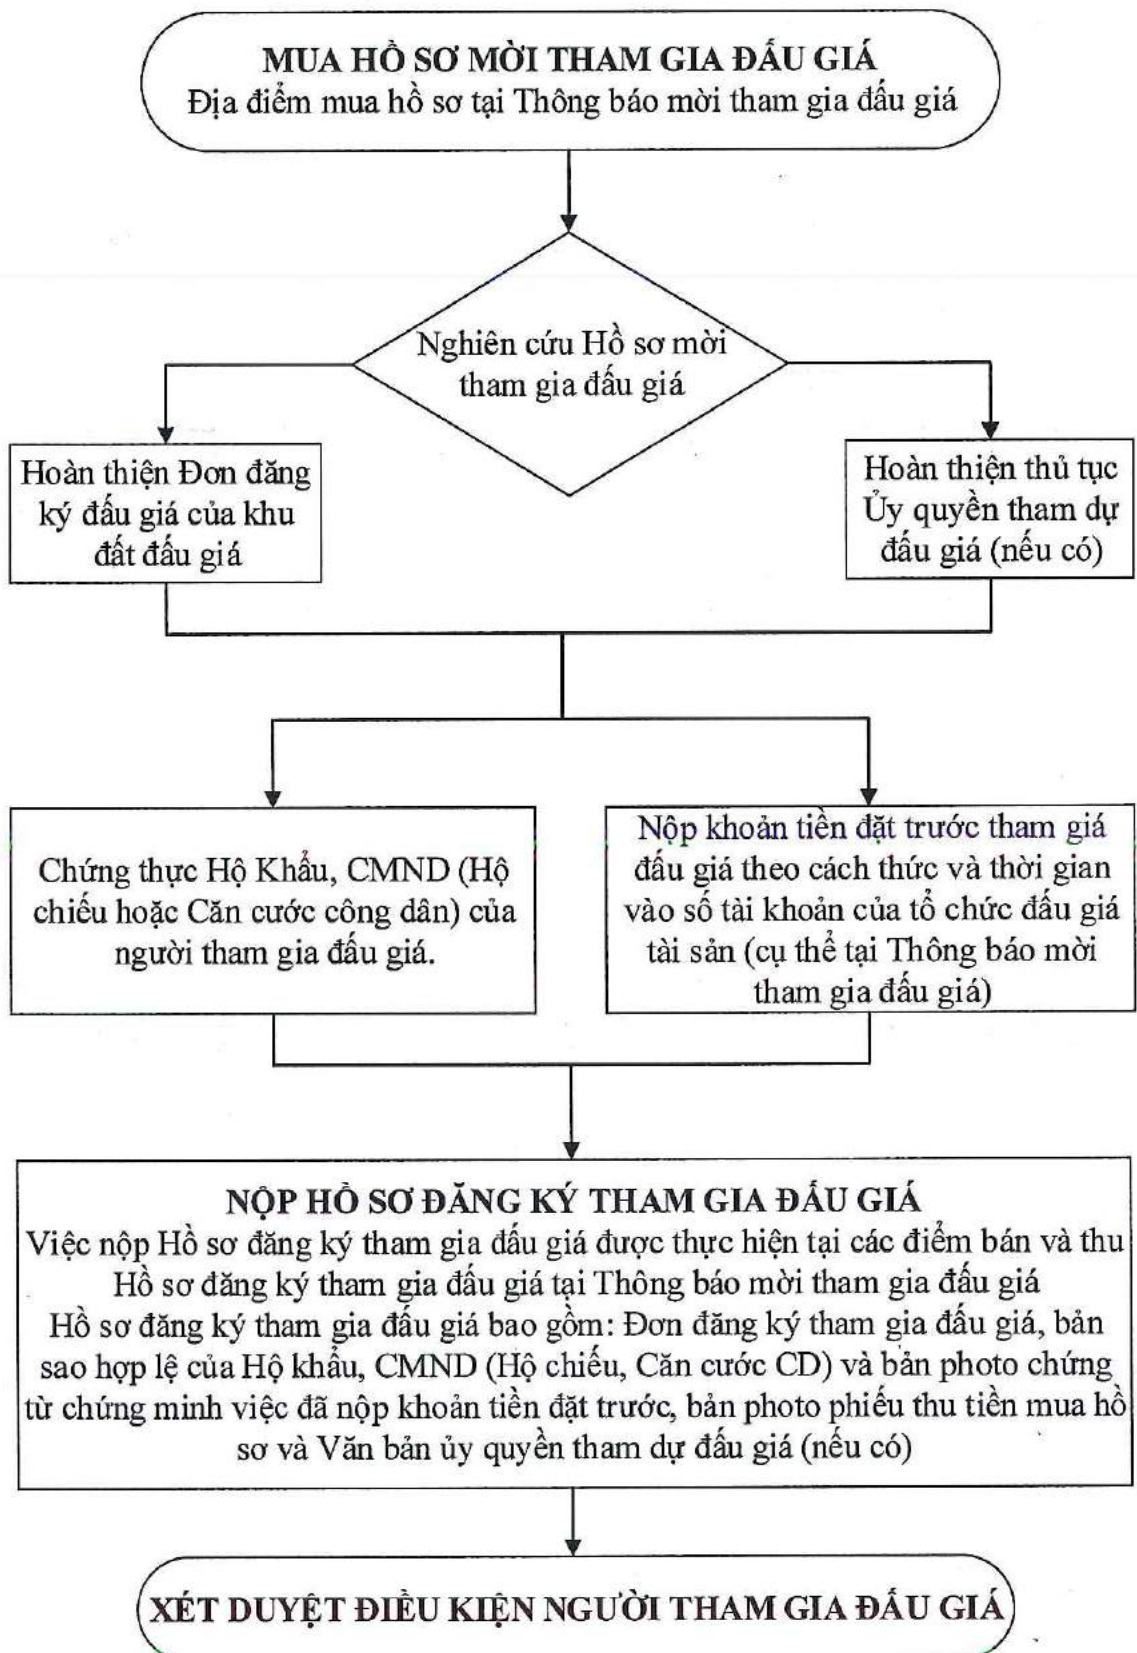 MUA HỒ SƠ MỜI THAM GIA ĐẤU GIÁ
Địa điểm mua hồ sơ tại Thông báo mời tham gia đấu giá
Nghiên cứu Hồ sơ mời
tham gia đấu giá
Hoàn thiện Đơn đăng
ký đấu giá của khu
đất đấu giá
Hoàn thiện thủ tục
Ủy quyền tham dự
đấu giá (nếu có)
Chứng thực Hộ Khẩu, CMND (Hộ
chiếu hoặc Căn cước công dân) của
người tham gia đấu giá.
Nộp khoản tiền đặt trước tham giá
đấu giá theo cách thức và thời gian
vào số tài khoản của tổ chức đấu giá
tài sản (cụ thể tại Thông báo mời
tham gia đấu giá)
NỘP HỒ SƠ ĐĂNG KÝ THAM GIA ĐẤU GIÁ
Việc nộp Hồ sơ đăng ký tham gia đấu giá được thực hiện tại các điểm bán và thu
Hồ sơ đăng ký tham gia đấu giá tại Thông báo mời tham gia đấu giá
Hồ sơ đăng ký tham gia đấu giá bao gồm: Đơn đăng ký tham gia đấu giá, bản
sao hợp lệ của Hộ khẩu, CMND (Hộ chiếu, Căn cước CD) và bản photo chứng
từ chứng minh việc đã nộp khoản tiền đặt trước, bản photo phiếu thu tiền mua hồ
sơ và Văn bản ủy quyền tham dự đấu giá (nếu có)
XÉT DUYỆT ĐIỀU KIỆN NGƯỜI THAM GIA ĐẤU GIÁ